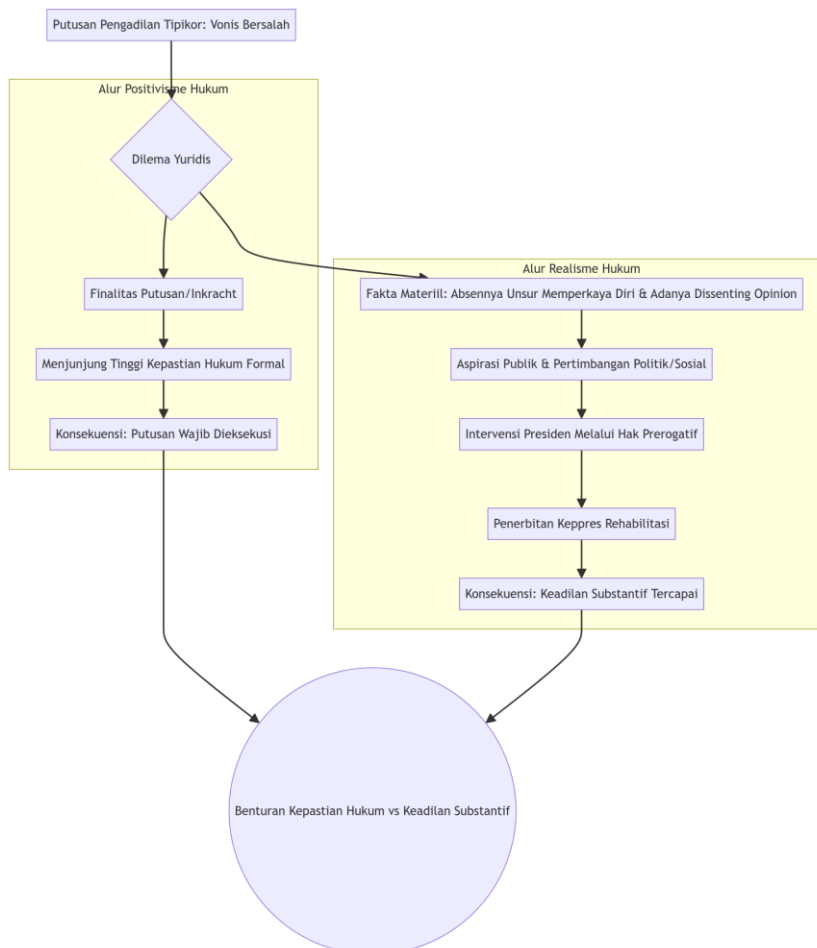 Putusan Pengadilan Tipikor: Vonis Bersalah
Alur Positivisme Hukum
Dilema Yuridis
Finalitas Putusan/Inkracht
Menjunjung Tinggi Kepastian Hukum Formal
Konsekuensi: Putusan Wajib Dieksekusi
Alur Realisme Hukum
Fakta Materiil: Absennya Unsur Memperkaya Diri & Adanya Dissenting Opinion
Aspirasi Publik & Pertimbangan Politik/Sosial
Intervensi Presiden Melalui Hak Prerogatif
Penerbitan Keppres Rehabilitasi
Konsekuensi: Keadilan Substantif Tercapai
Benturan Kepastian Hukum vs Keadilan Substantif